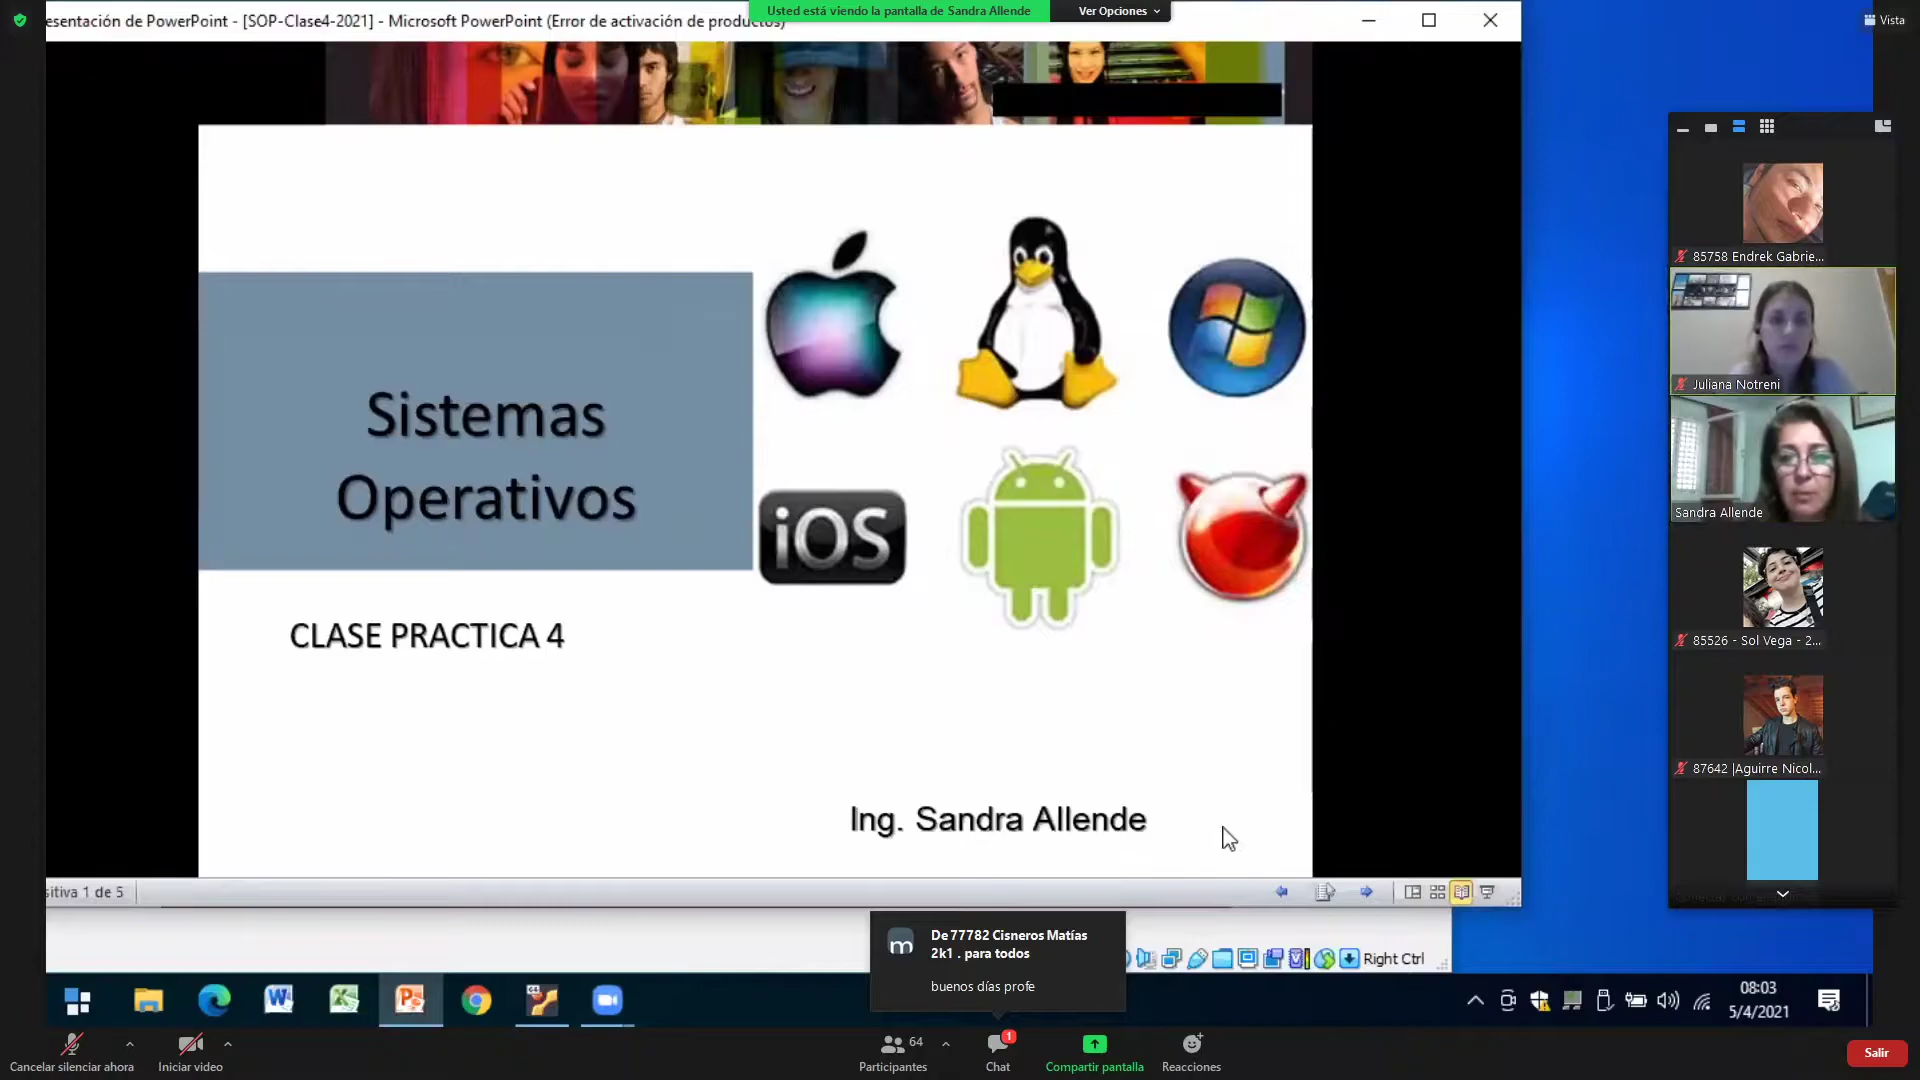 esentación de PowerPoint - [SOP-Clase4-2021] - Microsoft PowerPoint (Error de activación de productos)
Usted está viendo la pantalla de Sandra Allende
Ver Opciones
Vista
Sistemas
Operativos
iOS
CLASE PRACTICA 4
Ing. Sandra Allende
85758 Endrek Gabrie...
Juliana Notreni
Sandra Allende
85526 - Sol Vega - 2...
87642 |Aguirre Nicol...
sitiva 1 de 5
m
De 77782 Cisneros Matías
2k1 . para todos
buenos días profe
Right Ctrl
64
08:03
5/4/2021
Cancelar silenciar ahora
Iniciar video
64
Participantes
1
Chat
Compartir pantalla
Reacciones
Salir